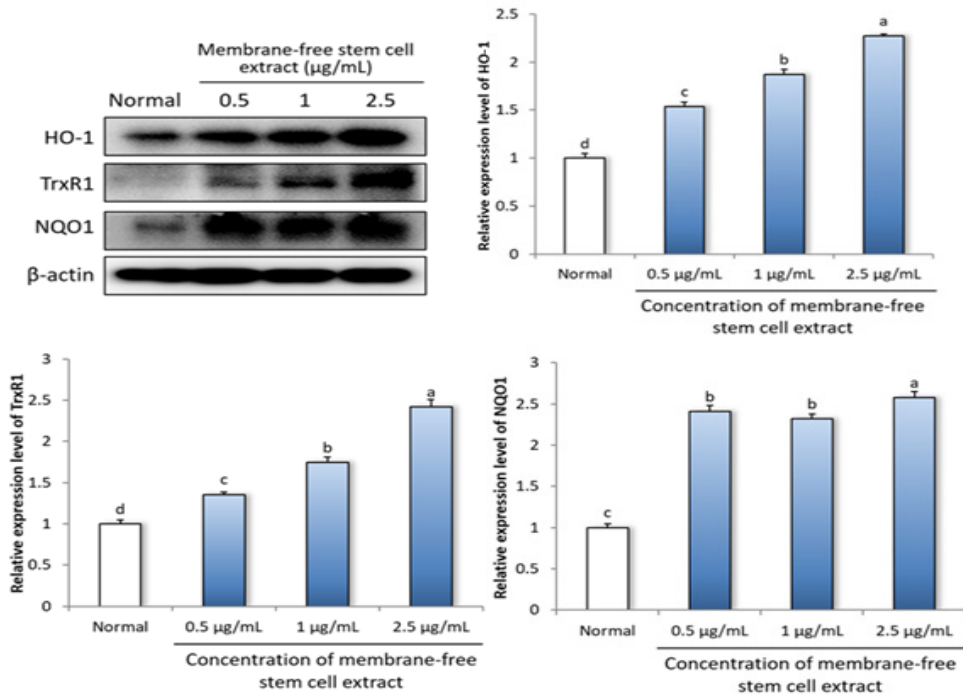 Membrane-free stem cell
extract (µg/mL)
Normal 0.5 1 2.5
HO-1
TrxR1
NQO1
β-actin
Relative expression level of HO-1
2.5
2
1.5
1
0.5
0
d
c
b
a
Normal 0.5 µg/mL 1 µg/mL 2.5 µg/mL
Concentration of membrane-free
stem cell extract
Relative expression level of TrxR1
3
2.5
2
1.5
1
0.5
0
d
c
b
a
Normal 0.5 µg/mL 1 µg/mL 2.5 µg/mL
Concentration of membrane-free
stem cell extract
Relative expression level of NQO1
3
2.5
2
1.5
1
0.5
0
c
b
b
a
Normal 0.5 µg/mL 1 µg/mL 2.5 µg/mL
Concentration of membrane-free
stem cell extract